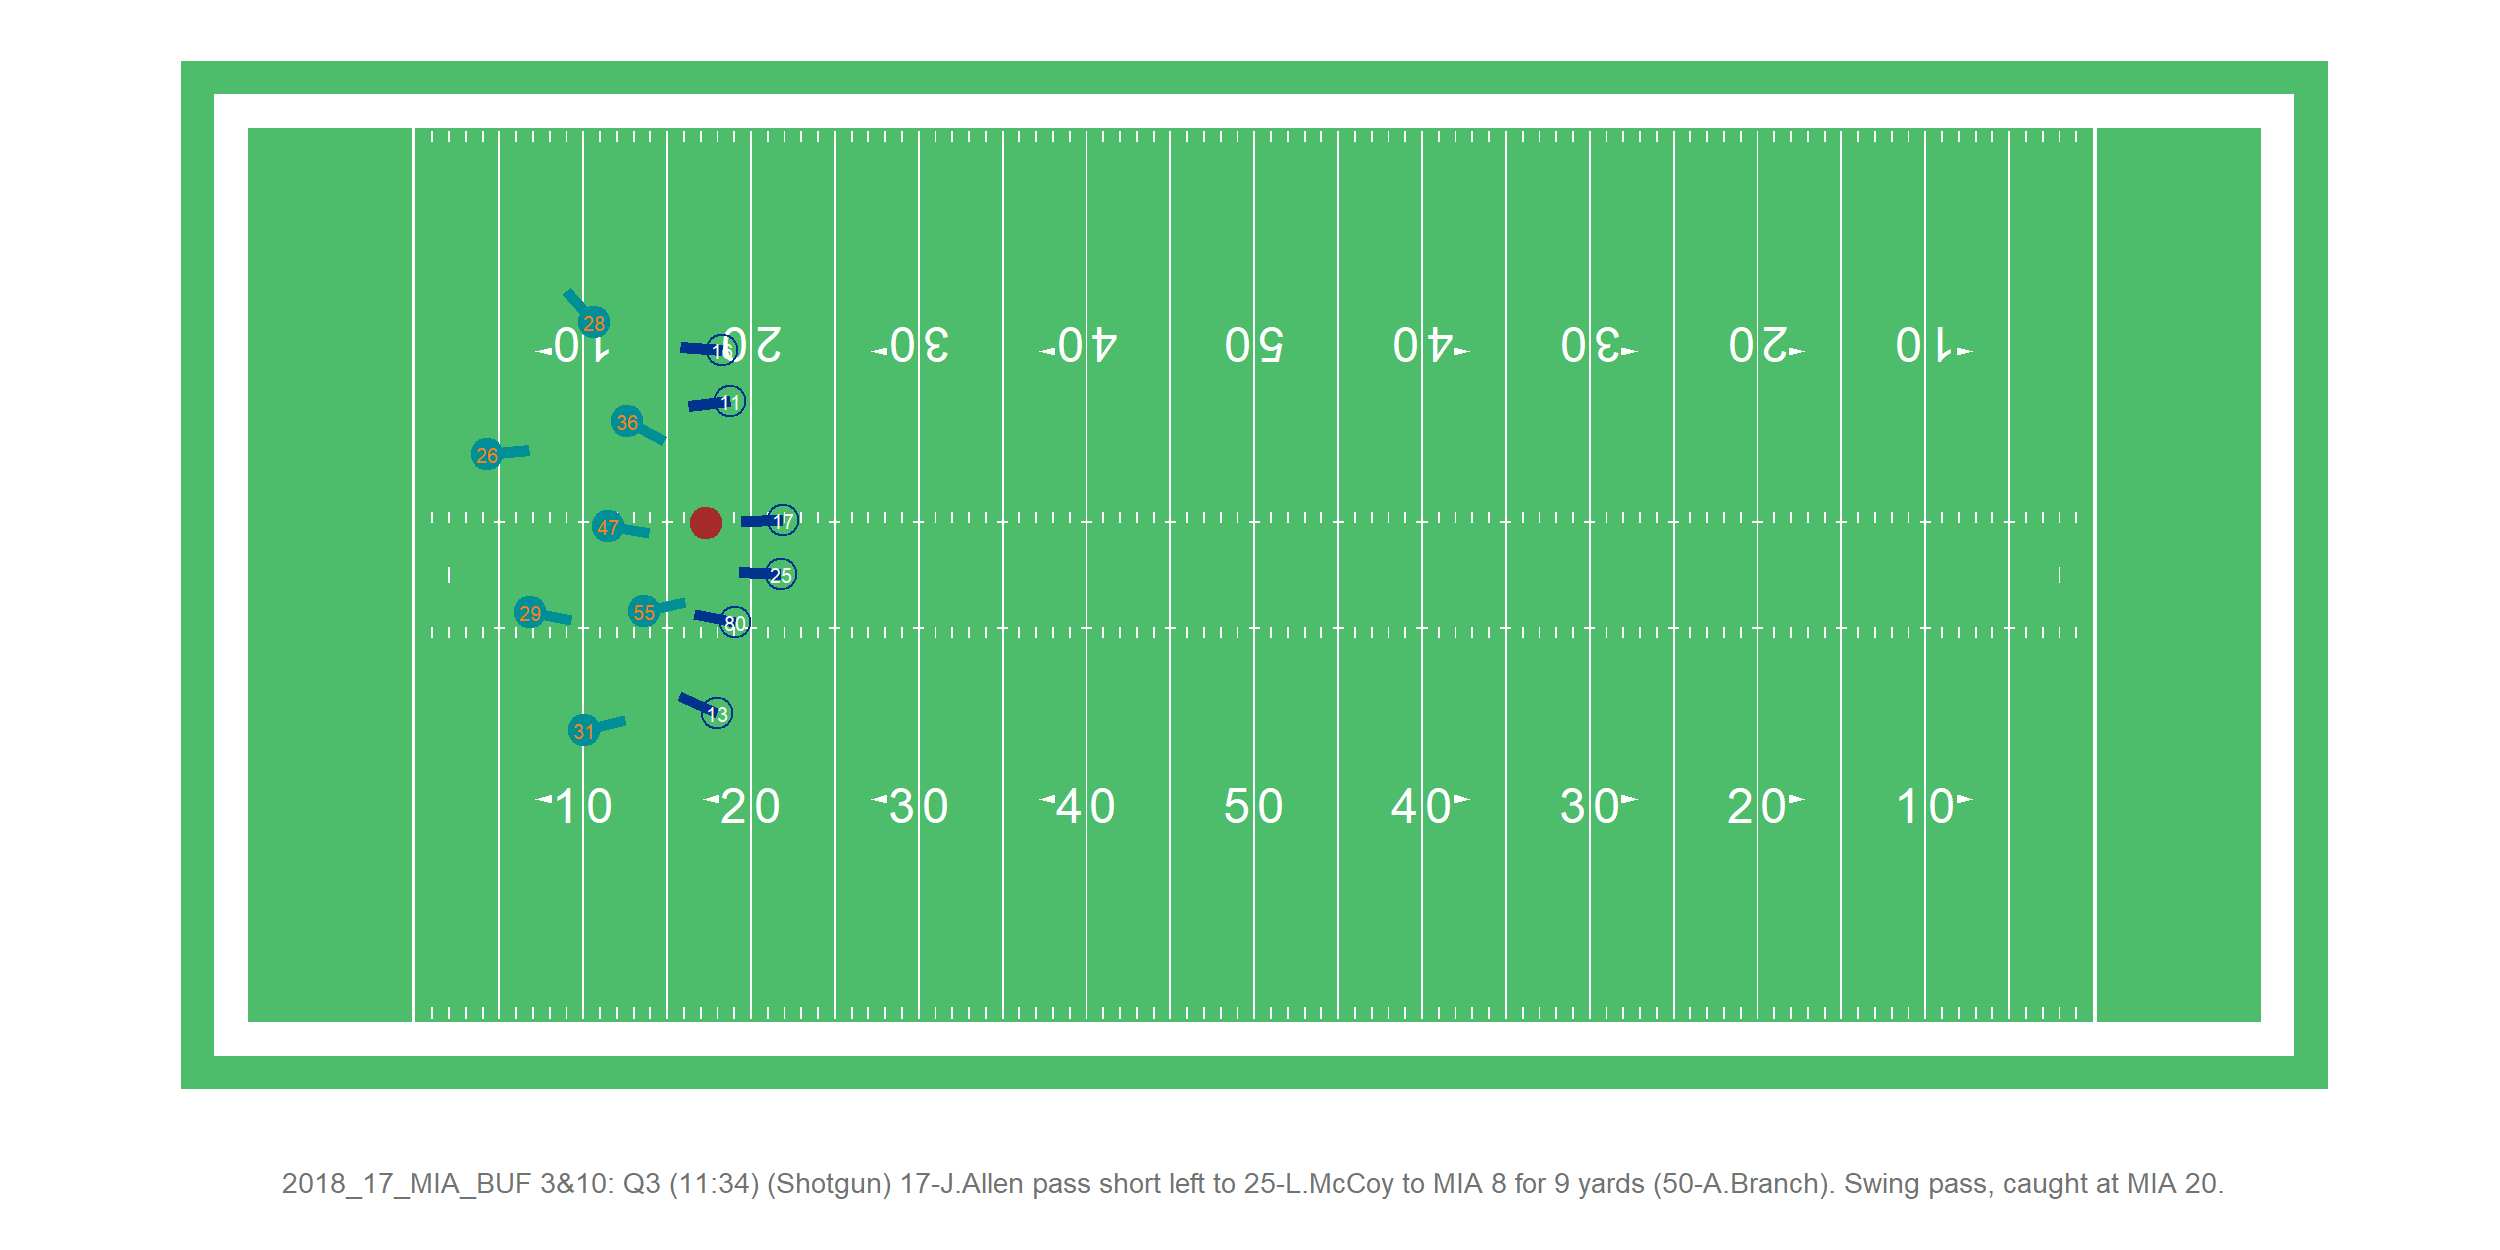 28
10 20 30 40 50 40 30 20 10
16
11
36
26
17
47
25
29 55 80
13
31
10 20 30 40 50 40 30 20 10
2018_17_MIA_BUF 3&10: Q3 (11:34) (Shotgun) 17-J.Allen pass short left to 25-L.McCoy to MIA 8 for 9 yards (50-A.Branch). Swing pass, caught at MIA 20.